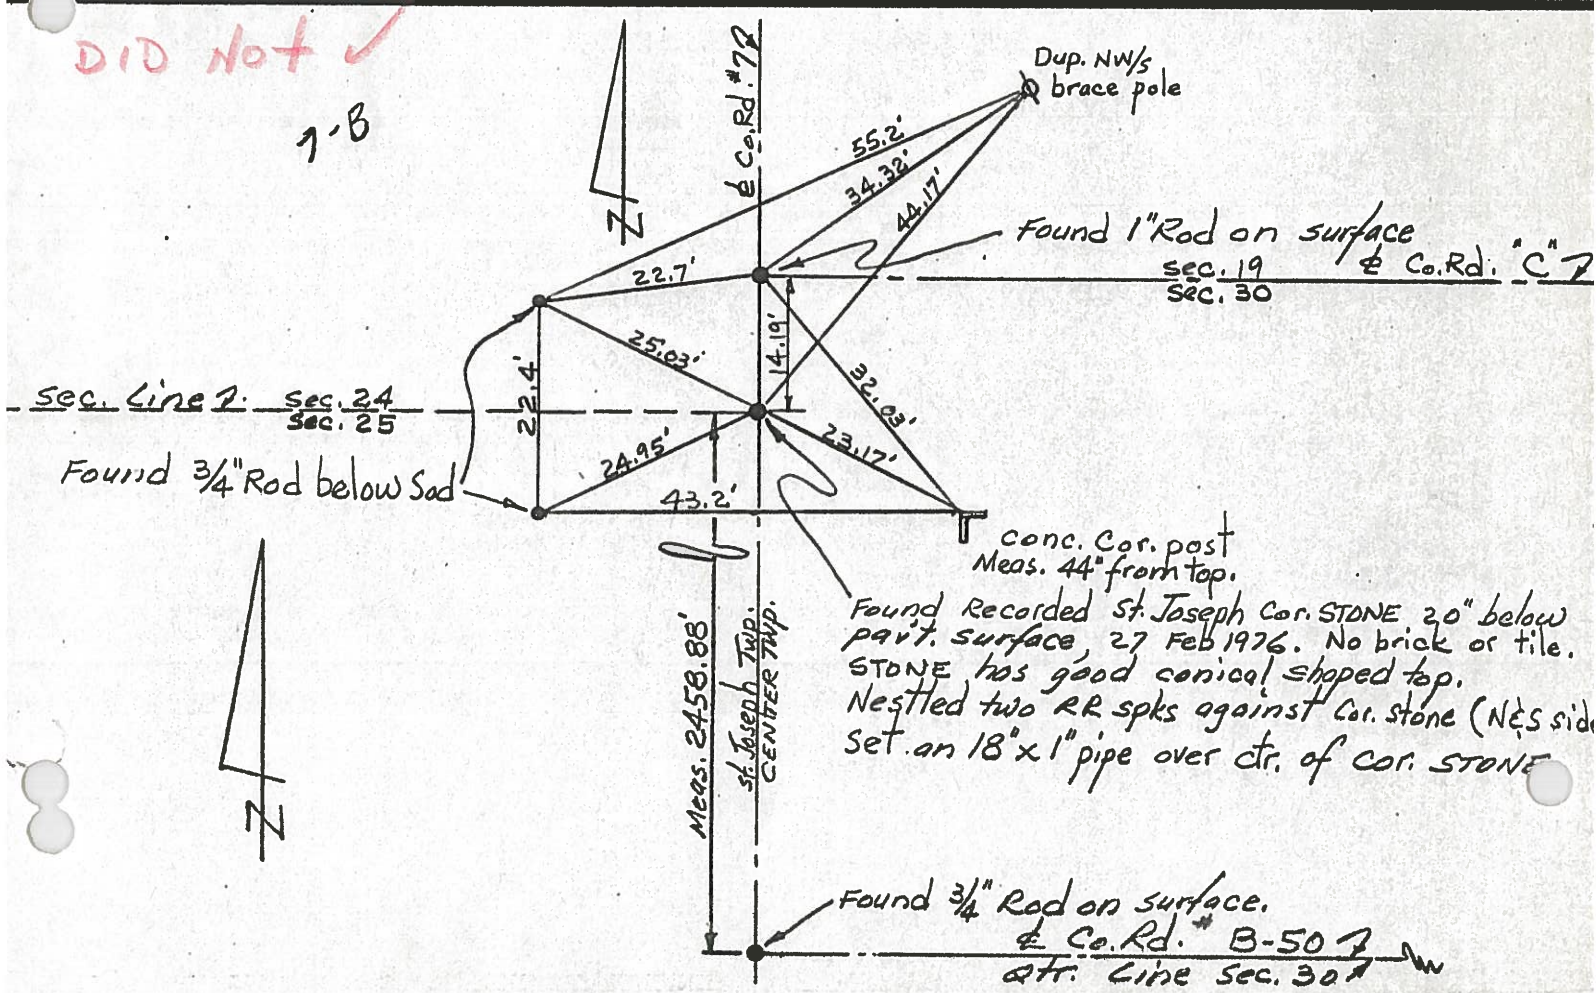 DID Not ✓
7-B
N
℄ Co.Rd. #7
Dup. NW/s
brace pole
55.2'
34.32'
44.17'
Found 1" Rod on surface
℄ Co.Rd. "C"
sec. 19
sec. 30
22.7'
25.03'
14.19'
22.4'
32.03'
sec. Line
sec. 24
sec. 25
24.95'
23.17'
Found 3/4" Rod below Sod
43.2'
conc. Cor. post
Meas. 44" from top.
Found Recorded St. Joseph Cor. STONE 20" below
pav't. surface, 27 Feb 1976. No brick or tile.
STONE has good conical shaped top.
Nestled two RR spks against Cor. stone (N&S side
set an 18" x 1" pipe over ctr. of cor. STONE
Meas. 2458.88'
St. Joseph Twp.
CENTER TWP.
N
Found 3/4" Rod on surface.
℄ Co.Rd. # B-50
Qtr. Line Sec. 30